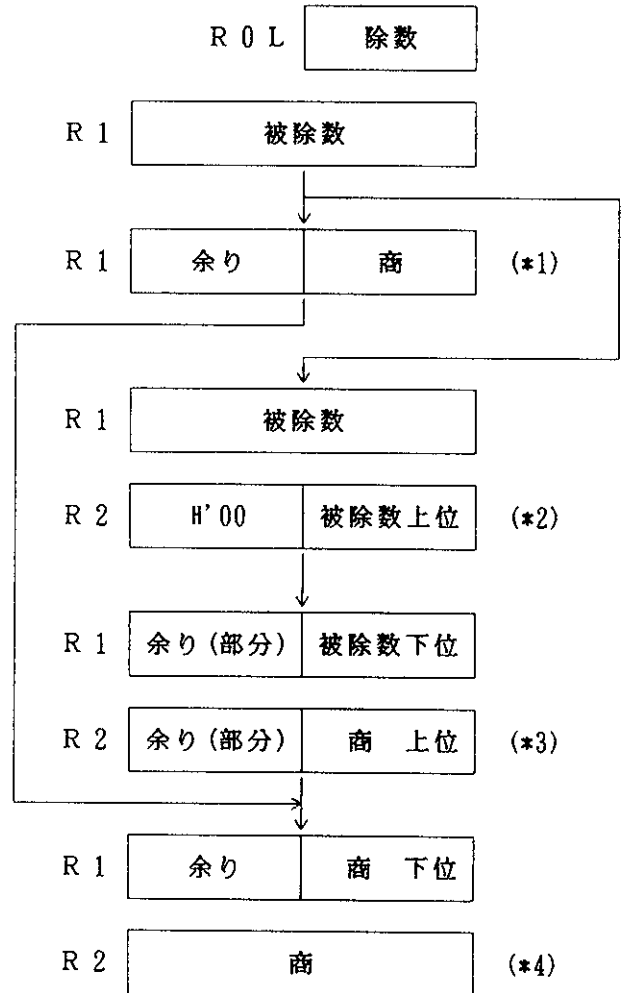 R0L 除数
R1 被除数
R1 余り 商 (*1)
R1 被除数
R2 H'00 被除数上位 (*2)
R1 余り(部分) 被除数下位
R2 余り(部分) 商 上位 (*3)
R1 余り 商 下位
R2 商 (*4)